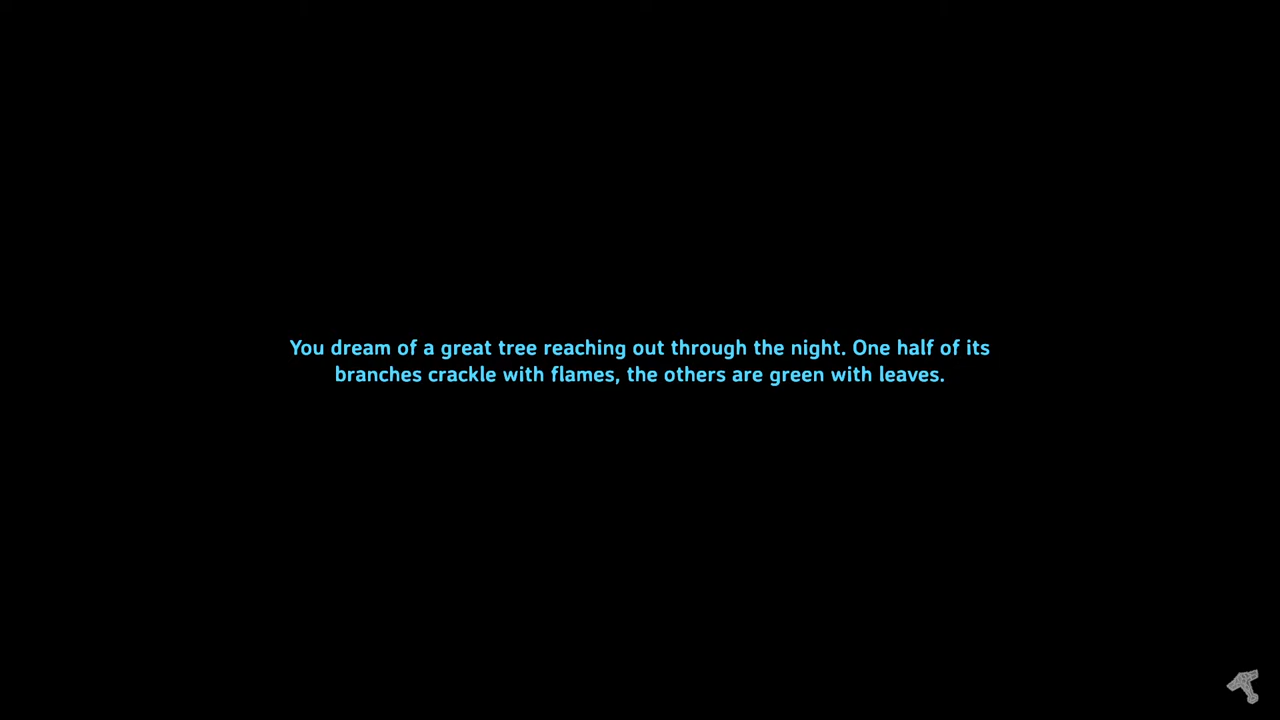 You dream of a great tree reaching out through the night. One half of its
branches crackle with flames, the others are green with leaves.